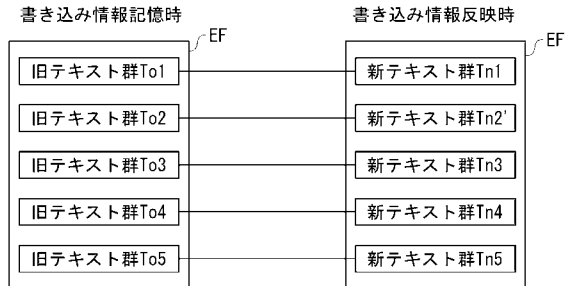 書き込み情報記憶時 書き込み情報反映時
EF EF
旧テキスト群To1 新テキスト群Tn1
旧テキスト群To2 新テキスト群Tn2'
旧テキスト群To3 新テキスト群Tn3
旧テキスト群To4 新テキスト群Tn4
旧テキスト群To5 新テキスト群Tn5